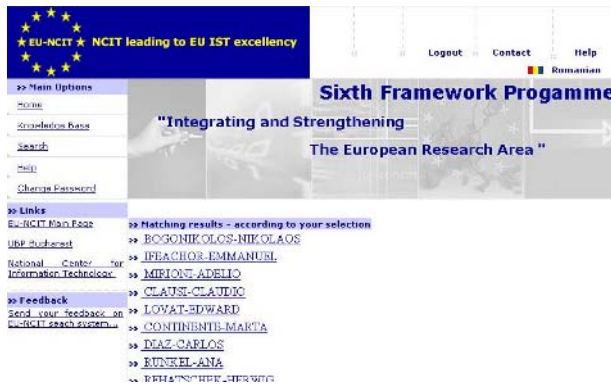 EU-NCIT NCIT leading to EU IST excellency
Logout Contact Help
Romanian
>> Main Options
Home
Knowledge Base
Search
Help
Change Password
Sixth Framework Progamme
"Integrating and Strengthening
The European Research Area "
>> Links
EU-NCIT Main Page
UBP Bucharest
National Center for
Information Technology
>> Feedback
Send your feedback on
EU-NCIT seach system...
>> Matching results - according to your selection
>> BOGONIKOLOS-NIKOLAOS
>> IFEACHOR-EMMANUEL
>> MIRIONI-ADELIO
>> CLAUSI-CLAUDIO
>> LOVAT-EDWARD
>> CONTINENTE-MARTA
>> DIAZ-CARLOS
>> RUNKEL-ANA
>> REHATSCHEK-HERWIG